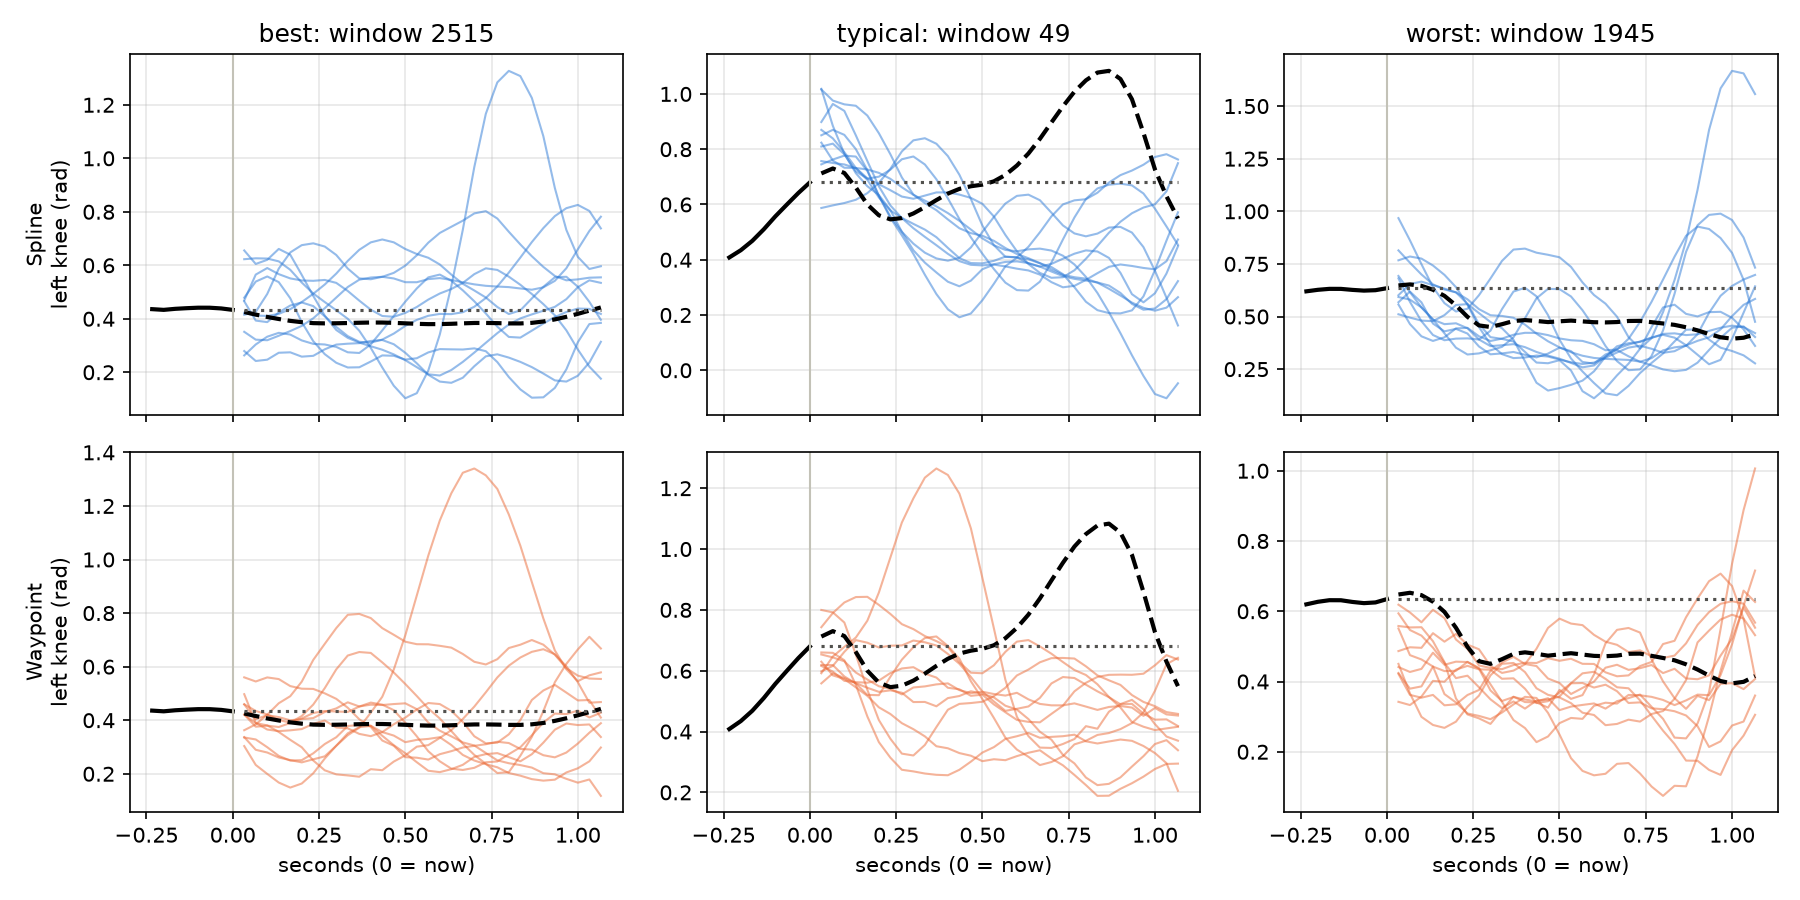 best: window 2515
typical: window 49
worst: window 1945
Spline
left knee (rad)
1.2
1.0
0.8
0.6
0.4
0.2
1.0
0.8
0.6
0.4
0.2
0.0
1.50
1.25
1.00
0.75
0.50
0.25
Waypoint
left knee (rad)
1.4
1.2
1.0
0.8
0.6
0.4
0.2
1.2
1.0
0.8
0.6
0.4
0.2
1.0
0.8
0.6
0.4
0.2
−0.25 0.00 0.25 0.50 0.75 1.00
−0.25 0.00 0.25 0.50 0.75 1.00
−0.25 0.00 0.25 0.50 0.75 1.00
seconds (0 = now)
seconds (0 = now)
seconds (0 = now)